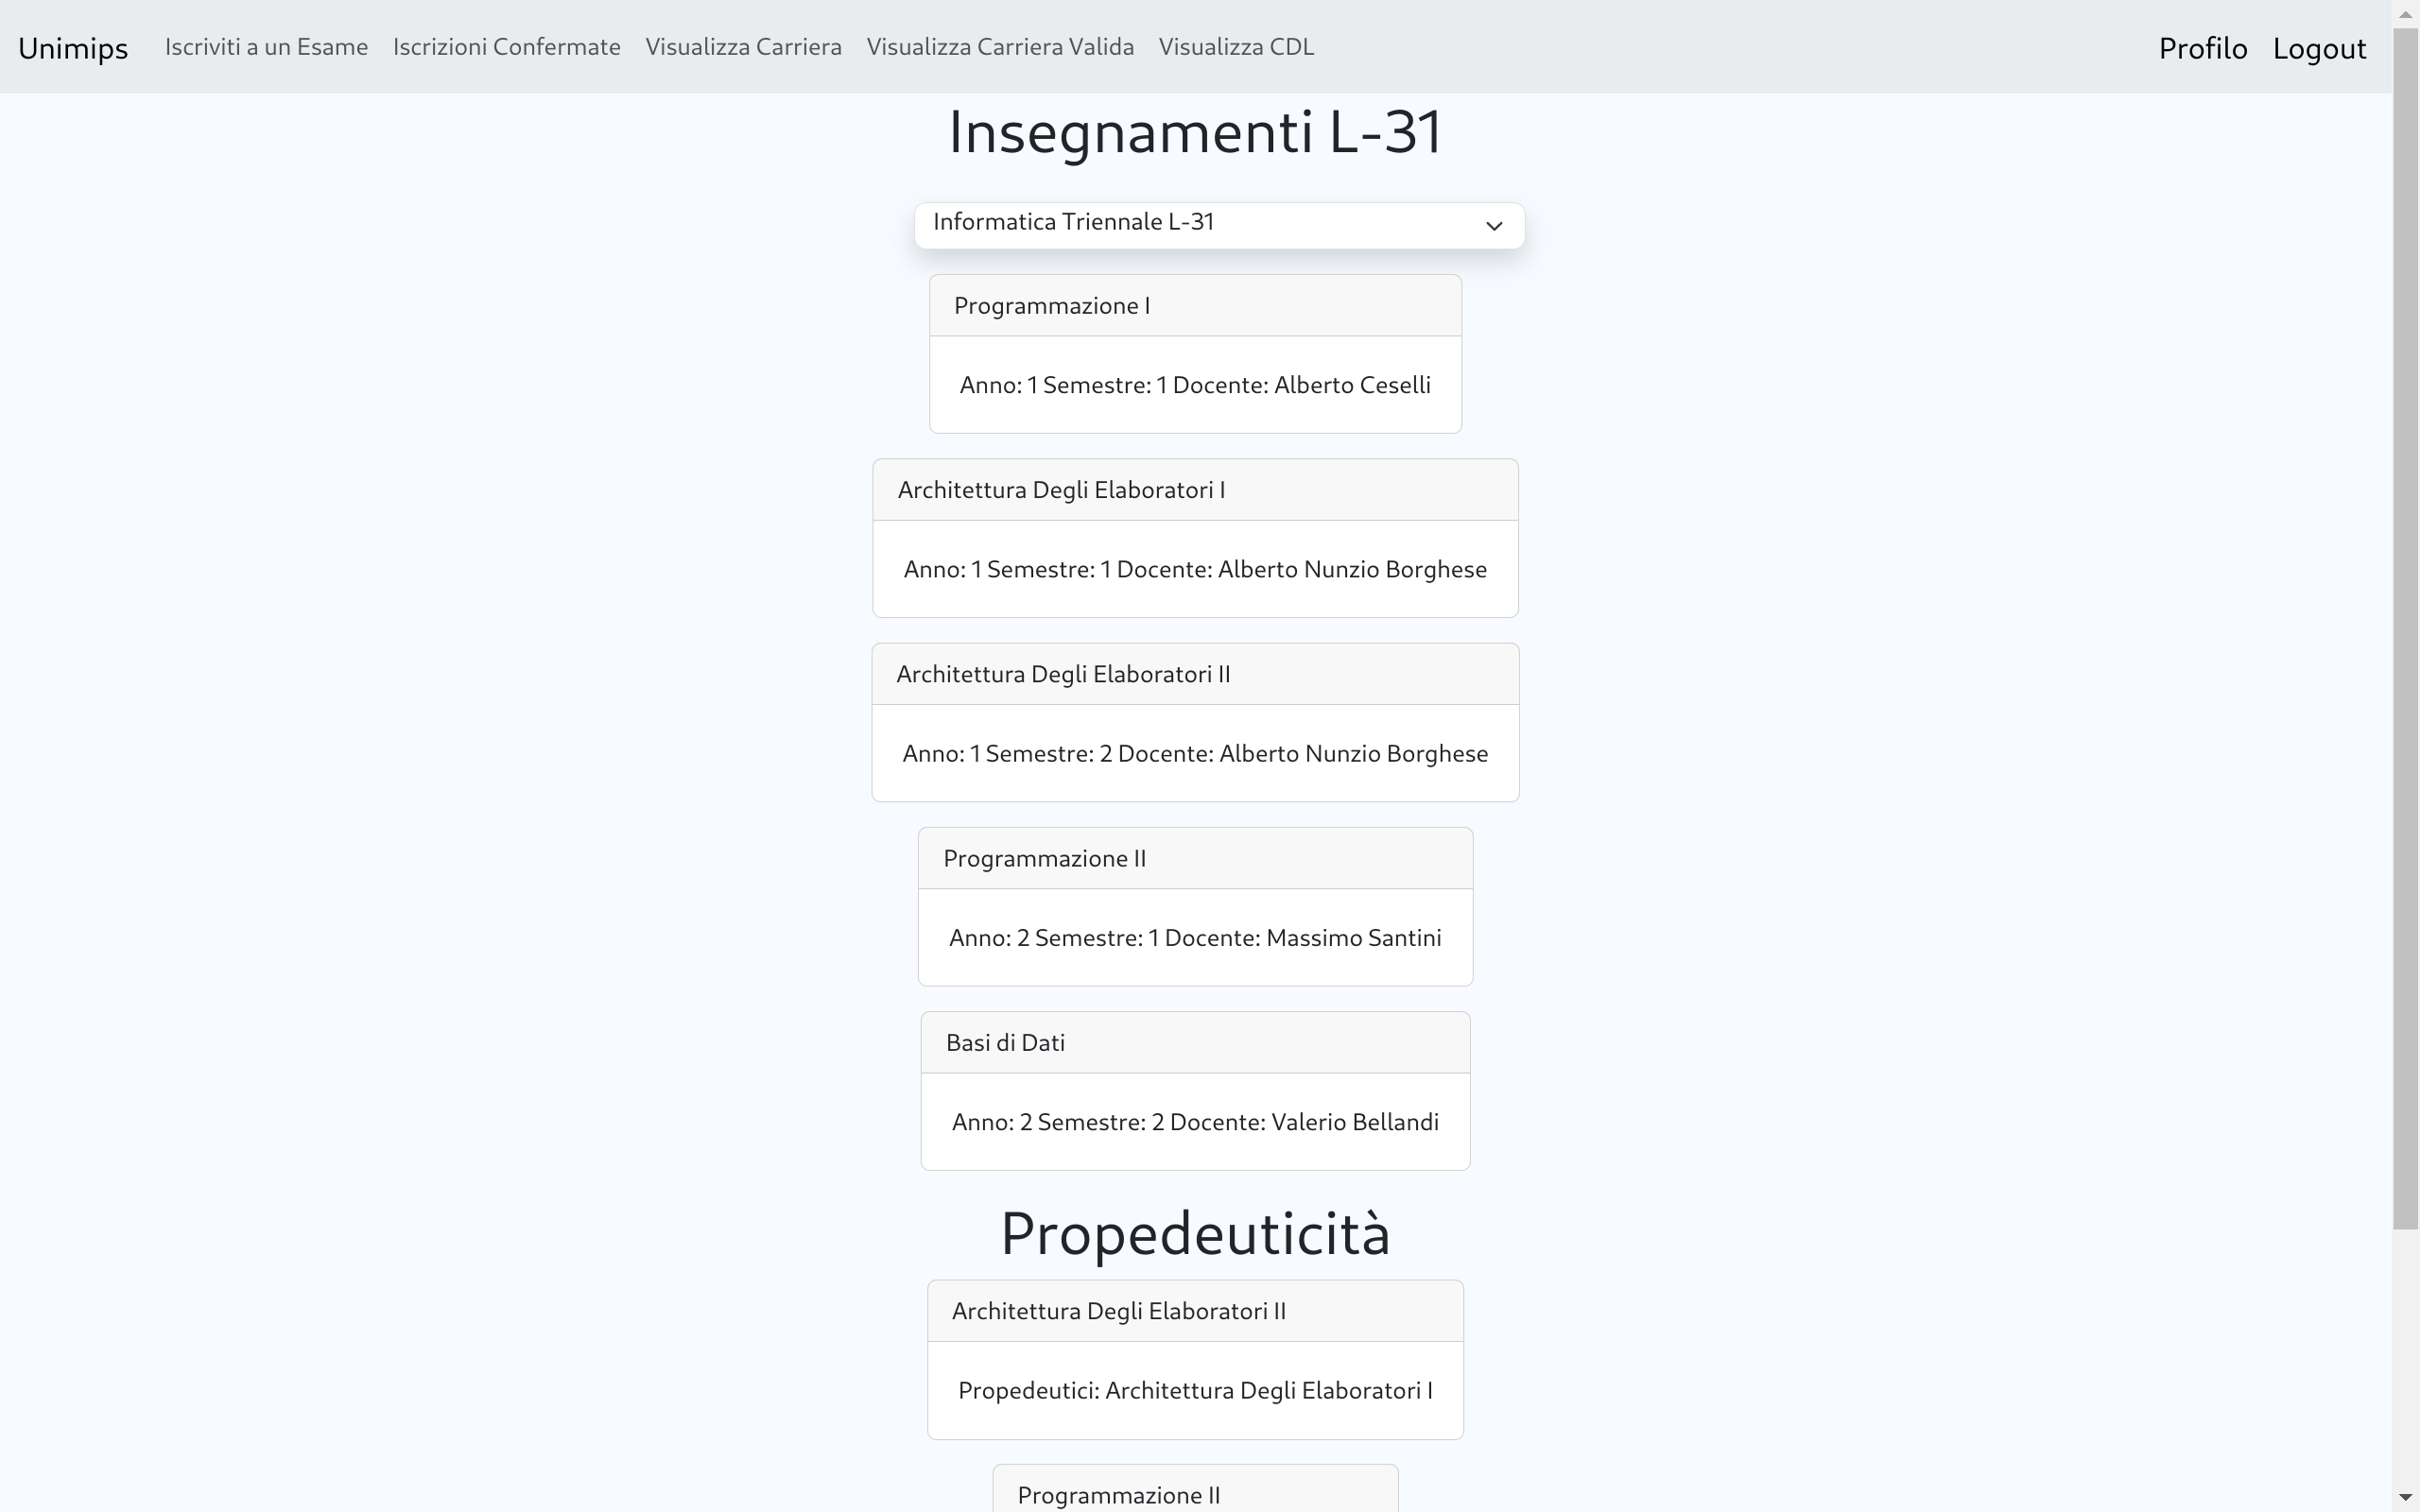 Unimips Iscriviti a un Esame Iscrizioni Confermate Visualizza Carriera Visualizza Carriera Valida Visualizza CDL Profilo Logout
Insegnamenti L-31
Informatica Triennale L-31
Programmazione I
Anno: 1 Semestre: 1 Docente: Alberto Ceselli
Architettura Degli Elaboratori I
Anno: 1 Semestre: 1 Docente: Alberto Nunzio Borghese
Architettura Degli Elaboratori II
Anno: 1 Semestre: 2 Docente: Alberto Nunzio Borghese
Programmazione II
Anno: 2 Semestre: 1 Docente: Massimo Santini
Basi di Dati
Anno: 2 Semestre: 2 Docente: Valerio Bellandi
Propedeuticità
Architettura Degli Elaboratori II
Propedeutici: Architettura Degli Elaboratori I
Programmazione II